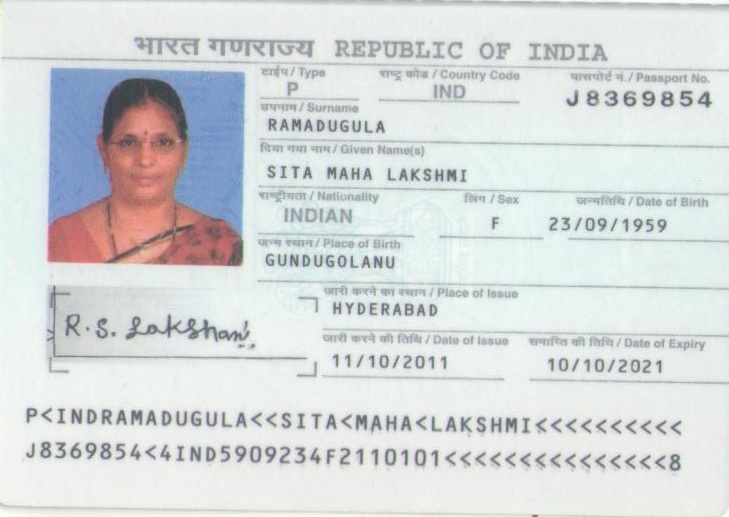 भारत गणराज्य REPUBLIC OF INDIA
टाईप / Type राष्ट्र कोड / Country Code पासपोर्ट नं. / Passport No.
P IND J8369854
उपनाम / Surname
RAMADUGULA
दिया गया नाम / Given Name(s)
SITA MAHA LAKSHMI
राष्ट्रीयता / Nationality लिंग / Sex जन्मतिथि / Date of Birth
INDIAN F 23/09/1959
जन्म स्थान / Place of Birth
GUNDUGOLANU
जारी करने का स्थान / Place of Issue
HYDERABAD
R.S. Lakshmi
जारी करने की तिथि / Date of Issue समाप्ति की तिथि / Date of Expiry
11/10/2011 10/10/2021
P<INDRAMADUGULA<<SITA<MAHA<LAKSHMI<<<<<<<<<<
J8369854<4IND5909234F2110101<<<<<<<<<<<<<<<8